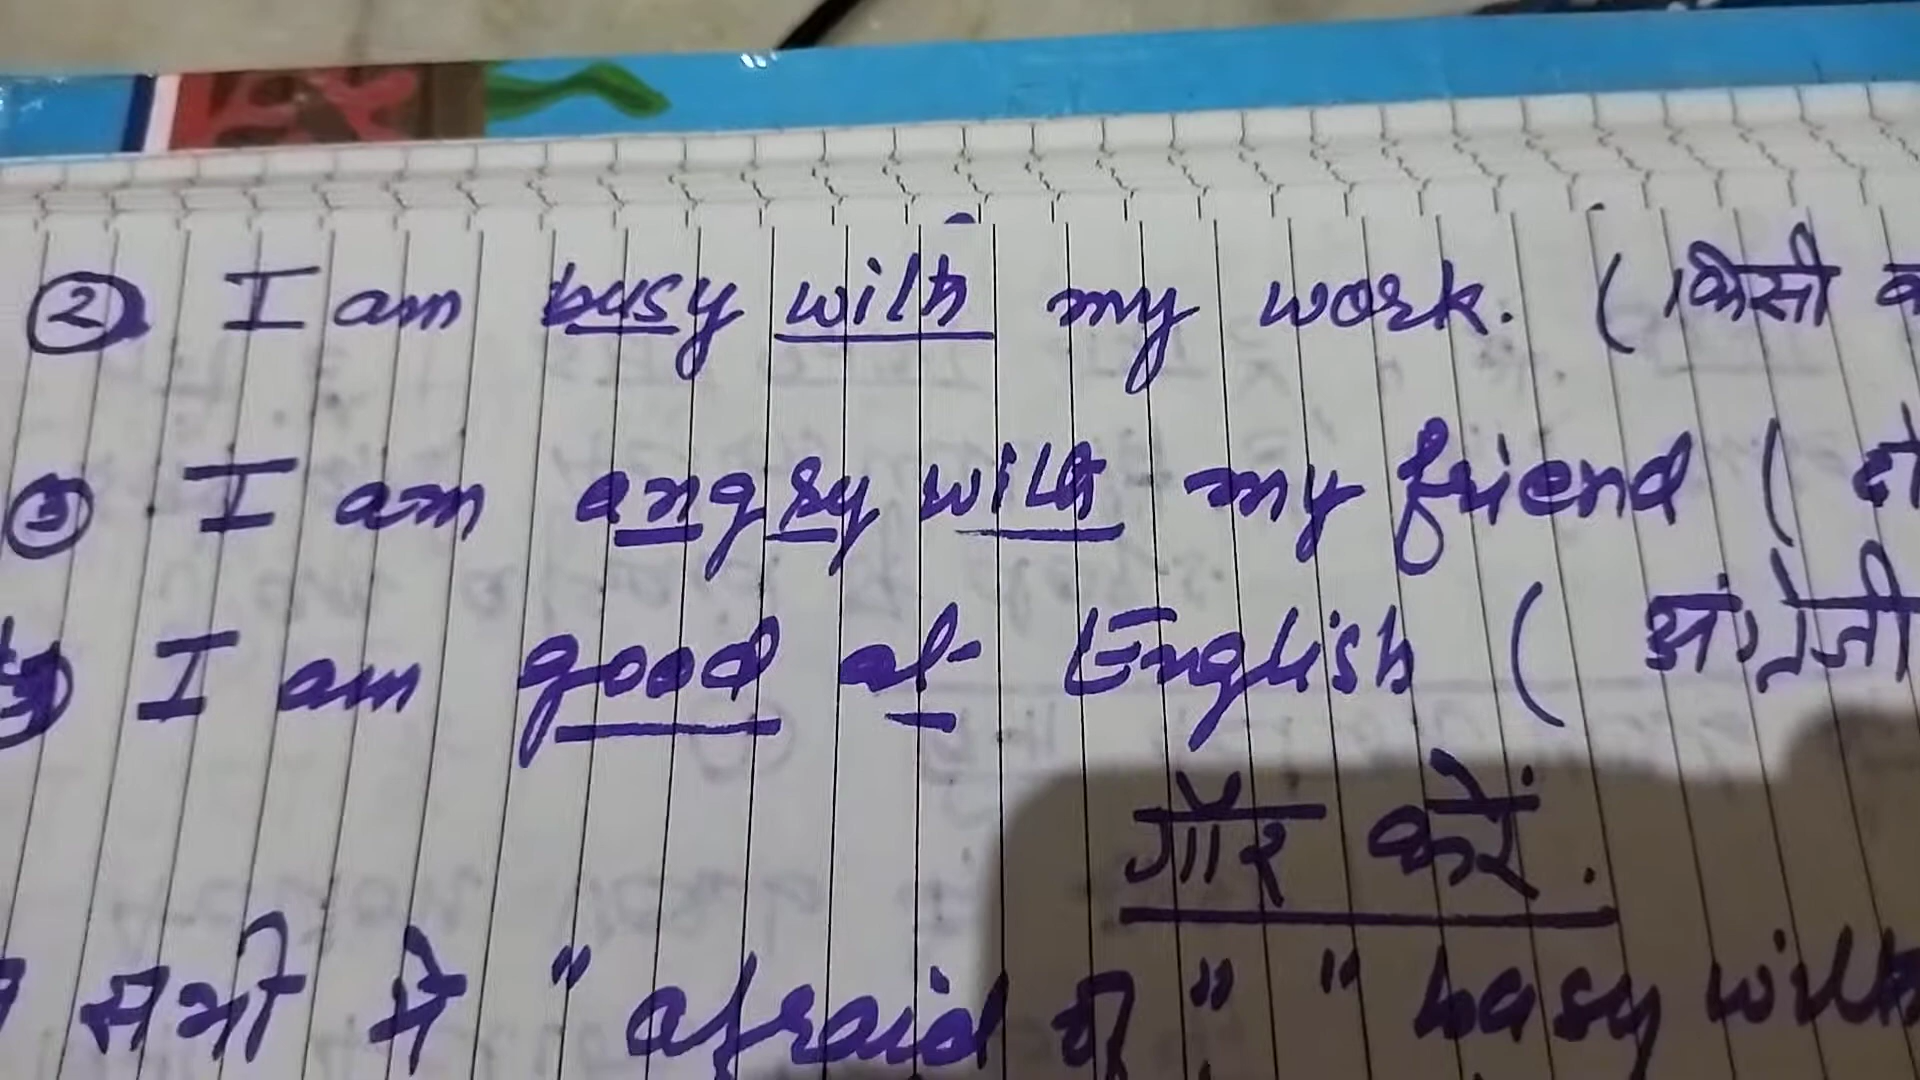 ② I am busy with my work. ( किसी
③ I am angry with my friend (
I am good at English ( अंग्रेजी
गौर करें.
सभी मे " afraid of " " busy with